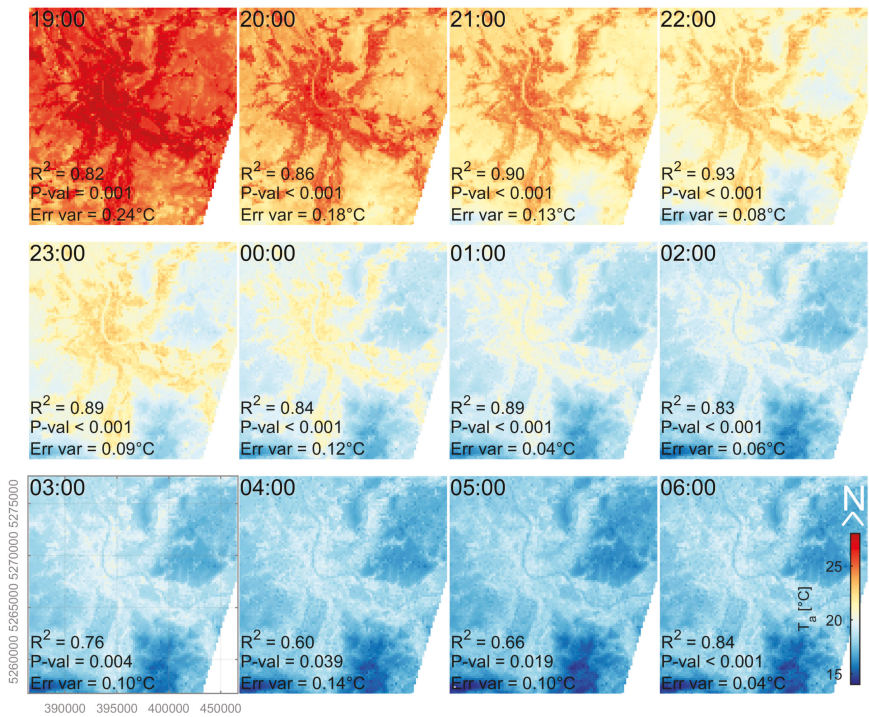 19:00
R² = 0.82
P-val = 0.001
Err var = 0.24°C
20:00
R² = 0.86
P-val < 0.001
Err var = 0.18°C
21:00
R² = 0.90
P-val < 0.001
Err var = 0.13°C
22:00
R² = 0.93
P-val < 0.001
Err var = 0.08°C
23:00
R² = 0.89
P-val < 0.001
Err var = 0.09°C
00:00
R² = 0.84
P-val < 0.001
Err var = 0.12°C
01:00
R² = 0.89
P-val < 0.001
Err var = 0.04°C
02:00
R² = 0.83
P-val < 0.001
Err var = 0.06°C
03:00
R² = 0.76
P-val = 0.004
Err var = 0.10°C
04:00
R² = 0.60
P-val = 0.039
Err var = 0.14°C
05:00
R² = 0.66
P-val = 0.019
Err var = 0.10°C
06:00
R² = 0.84
P-val < 0.001
Err var = 0.04°C
N
25
20
15
Tₐ [°C]
5275000
5270000
5265000
5260000
390000 395000 400000 450000